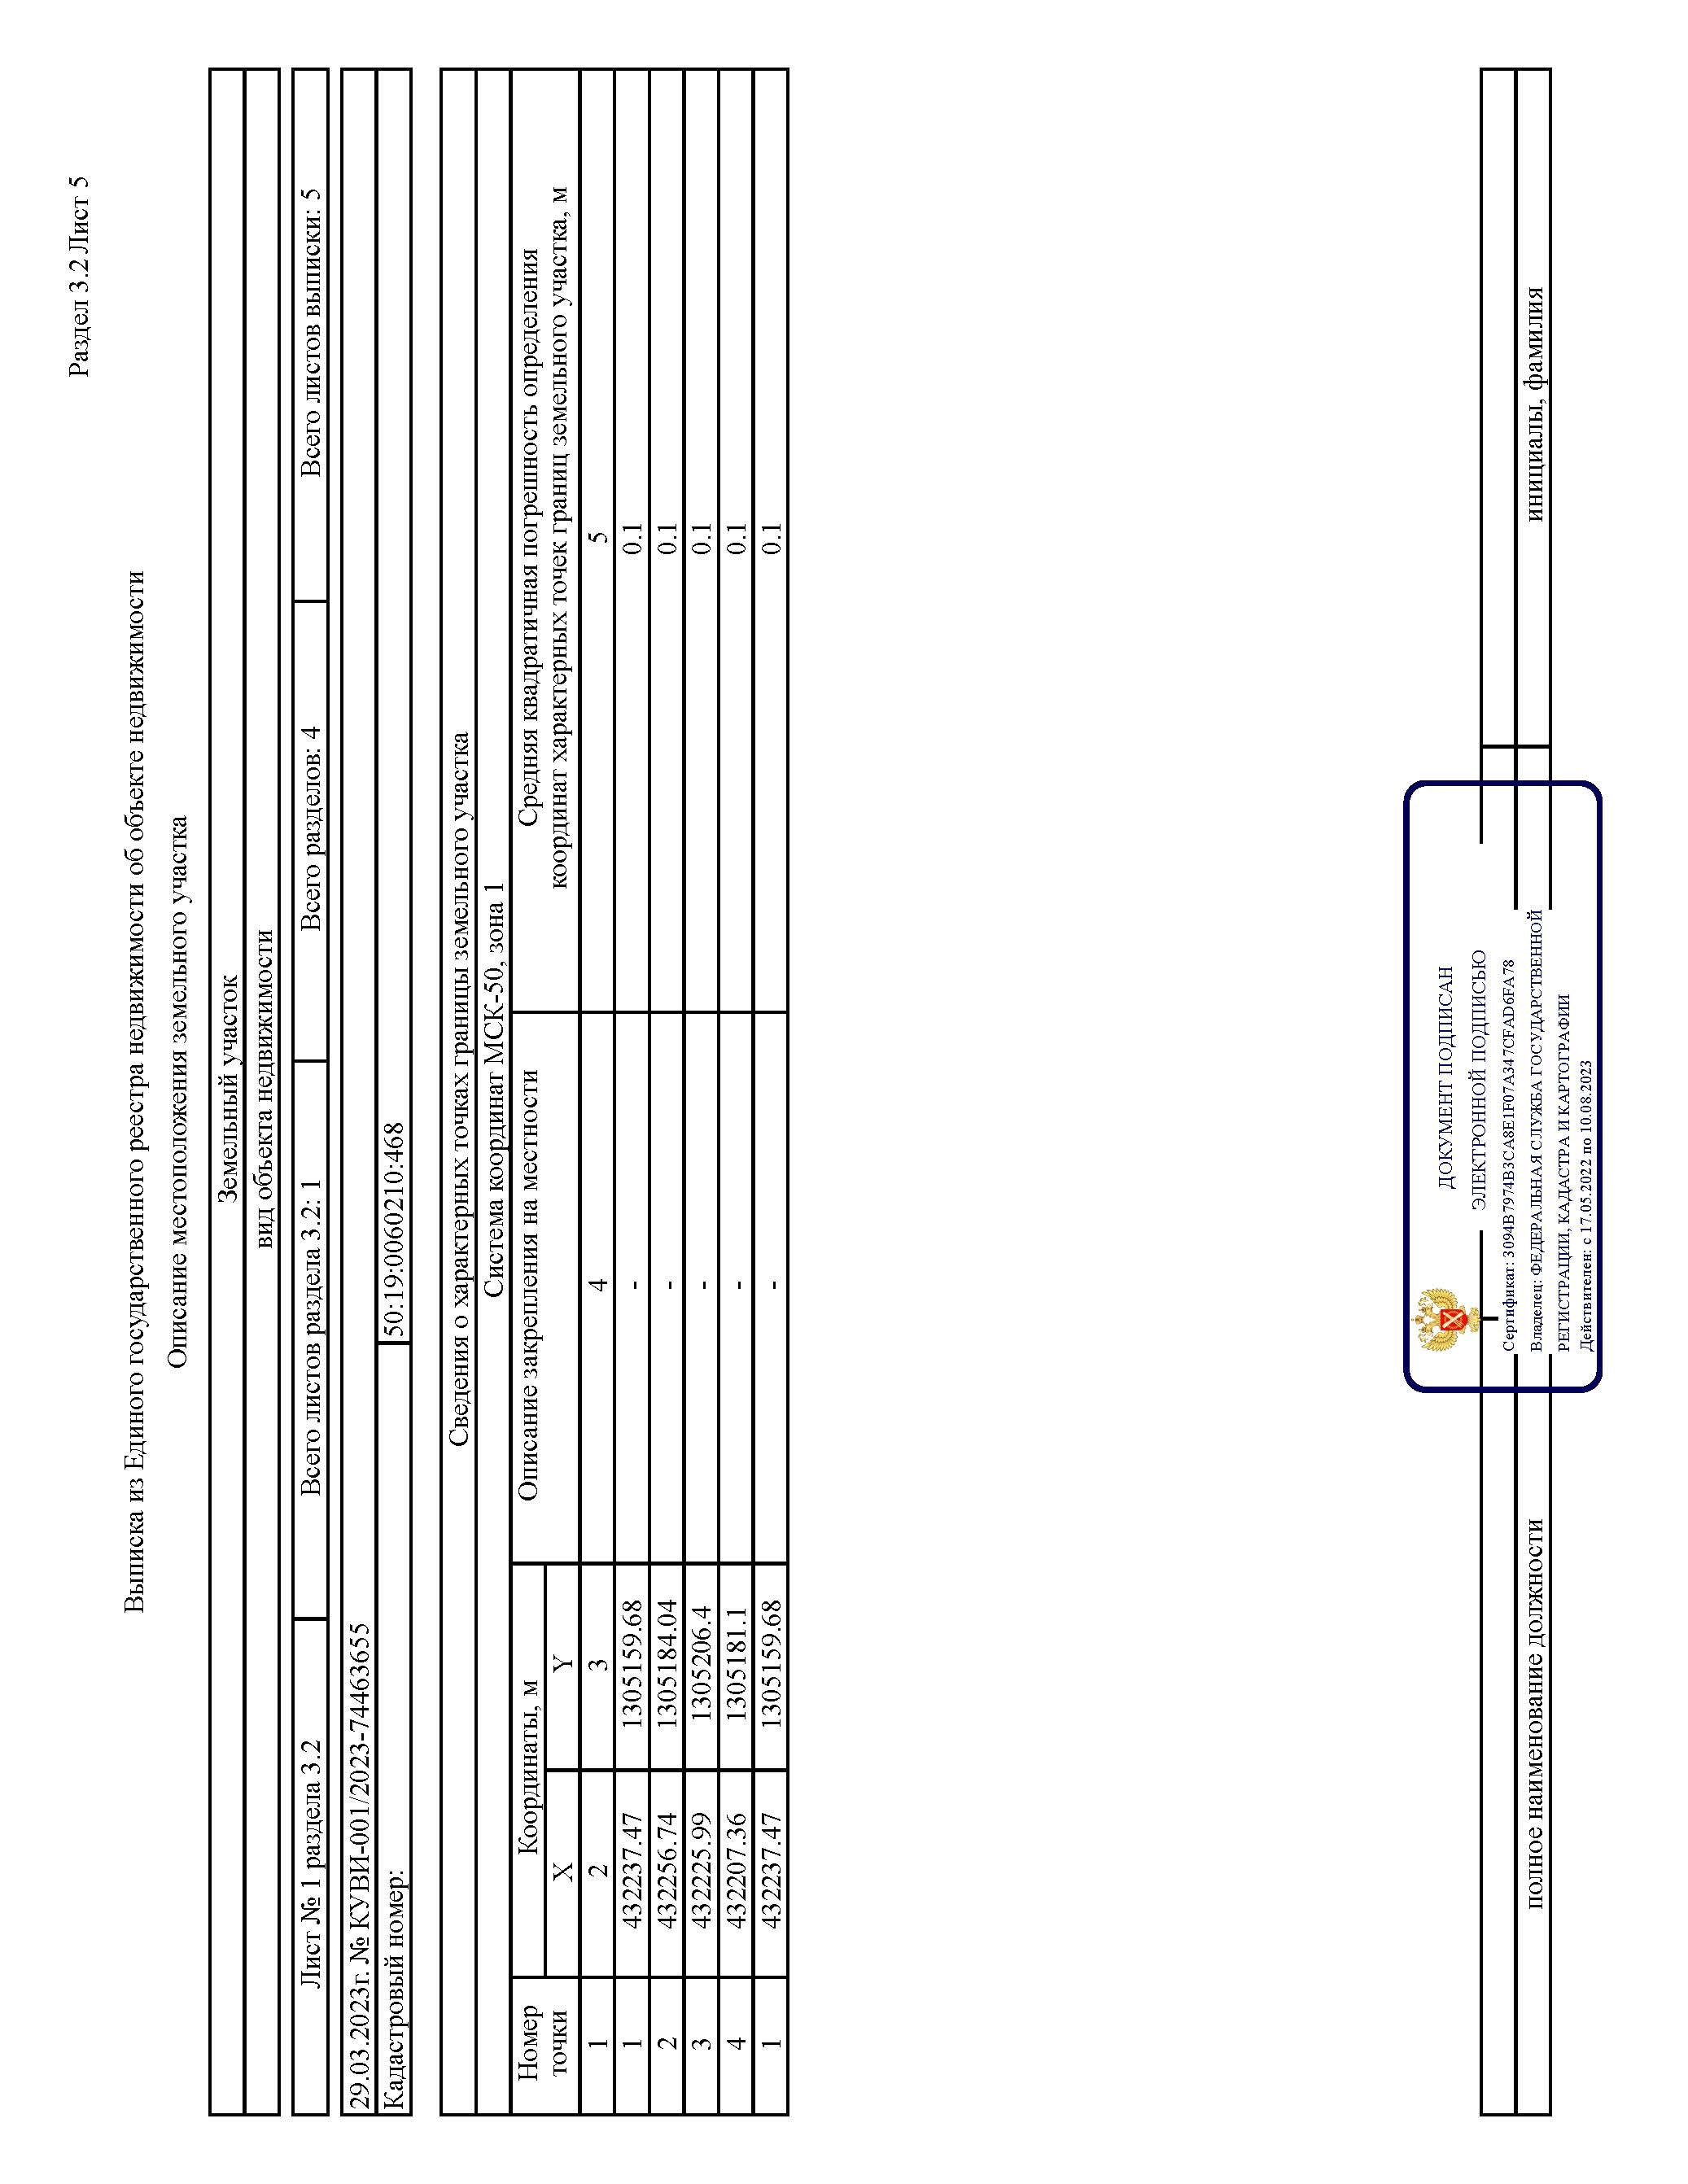 Раздел 3.2 Лист 5
Выписка из Единого государственного реестра недвижимости об объекте недвижимости
Описание местоположения земельного участка
Земельный участок
вид объекта недвижимости
Лист № 1 раздела 3.2 Всего листов раздела 3.2: 1 Всего разделов: 4 Всего листов выписки: 5
29.03.2023г. № КУВИ-001/2023-74463655
Кадастровый номер: 50:19:0060210:468
Сведения о характерных точках границы земельного участка
Система координат МСК-50, зона 1
Номер точки Координаты, м Описание закрепления на местности Средняя квадратичная погрешность определения
координат характерных точек границ земельного участка, м
X Y
1 2 3 4 5
1 432237.47 1305159.68 - 0.1
2 432256.74 1305184.04 - 0.1
3 432225.99 1305206.4 - 0.1
4 432207.36 1305181.1 - 0.1
1 432237.47 1305159.68 - 0.1
ДОКУМЕНТ ПОДПИСАН
ЭЛЕКТРОННОЙ ПОДПИСЬЮ
Сертификат: 3094B7974B3CA8E1F07A347CFAD6FA78
Владелец: ФЕДЕРАЛЬНАЯ СЛУЖБА ГОСУДАРСТВЕННОЙ
РЕГИСТРАЦИИ, КАДАСТРА И КАРТОГРАФИИ
Действителен: с 17.05.2022 по 10.08.2023
полное наименование должности инициалы, фамилия